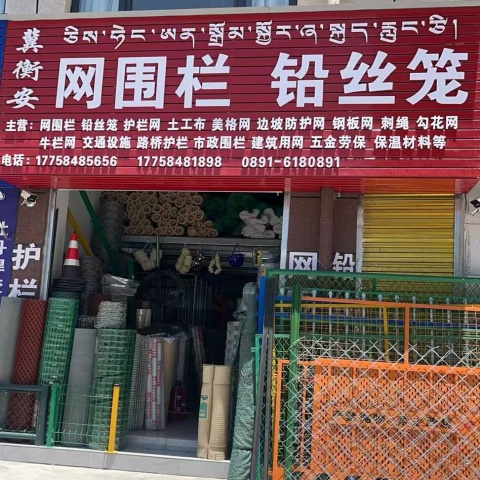 ཅིས་ཏིང་ཨན་སྒྲོམ་སྐྱོར་དྲ་བ་དང་ཞ་ཉེའི་སྐུད་པ
冀衡安
网围栏 铅丝笼
主营：网围栏 铅丝笼 护栏网 土工布 美格网 边坡防护网 钢板网 刺绳 勾花网
牛栏网 交通设施 路桥护栏 市政围栏 建筑用网 五金劳保 保温材料等
电话：17758485656 17758481898 0891-6180891
护栏
网
铅